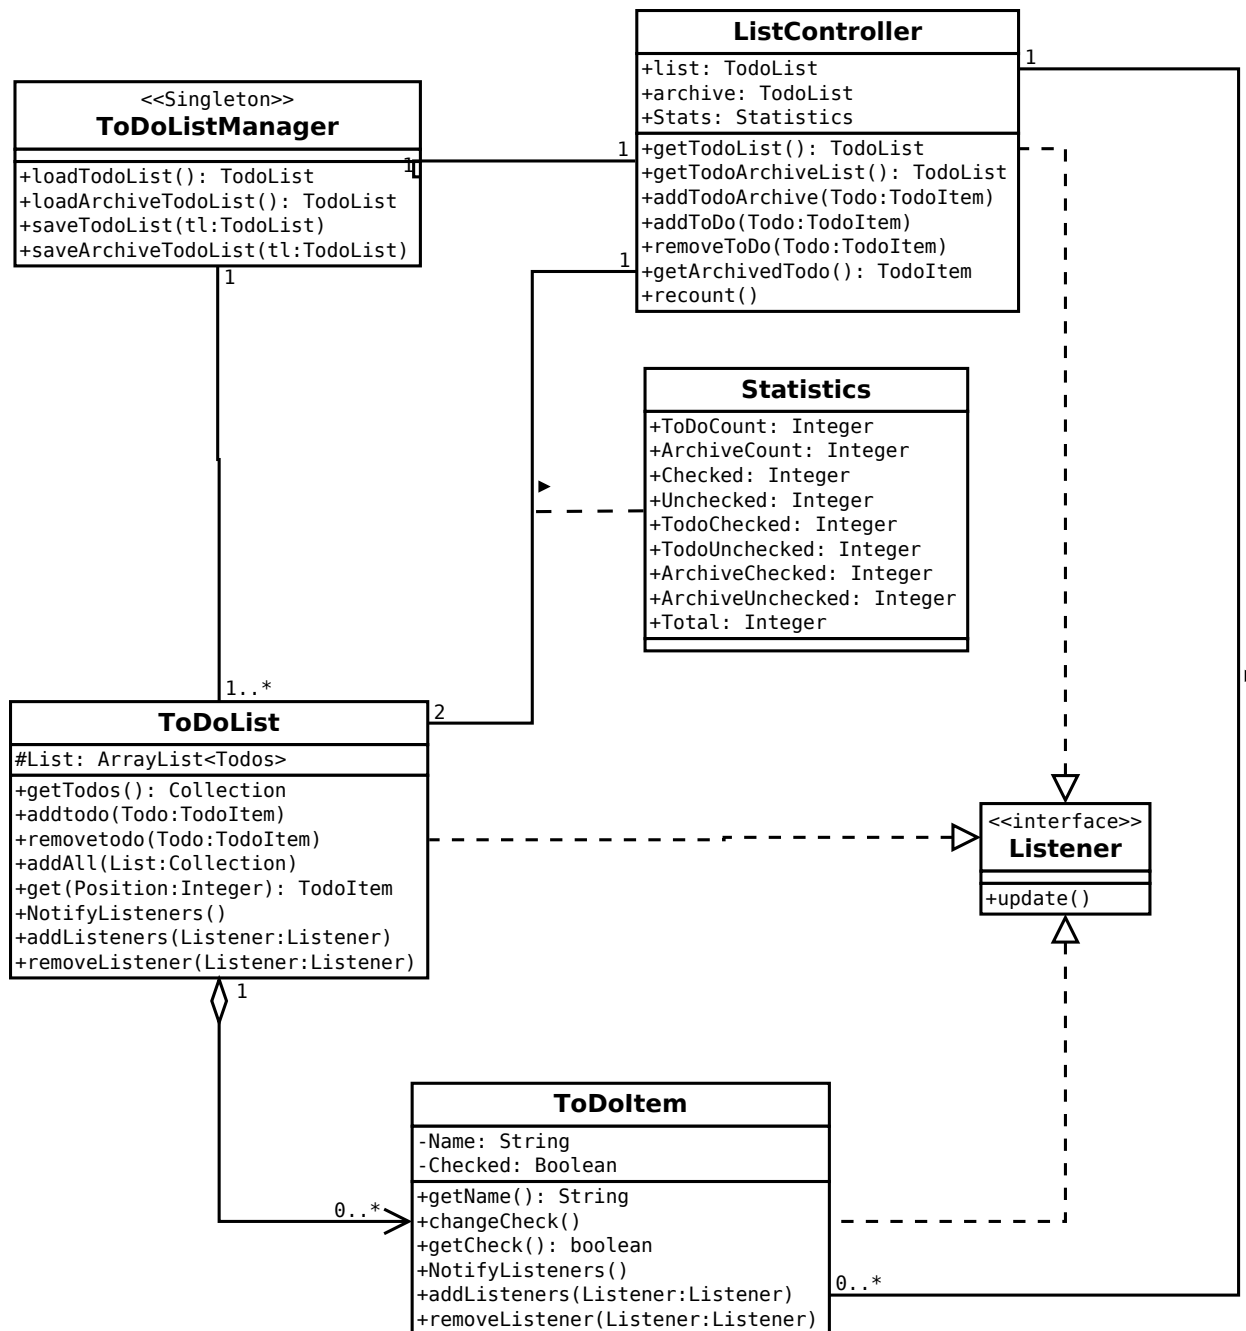 ListController
+list: TodoList
+archive: TodoList
+Stats: Statistics
+getTodoList(): TodoList
+getTodoArchiveList(): TodoList
+addTodoArchive(Todo:TodoItem)
+addToDo(Todo:TodoItem)
+removeToDo(Todo:TodoItem)
+getArchivedTodo(): TodoItem
+recount()
1
1
1
<<Singleton>>
ToDoListManager
+loadTodoList(): TodoList
+loadArchiveTodoList(): TodoList
+saveTodoList(tl:TodoList)
+saveArchiveTodoList(tl:TodoList)
1
1
Statistics
+ToDoCount: Integer
+ArchiveCount: Integer
+Checked: Integer
+Unchecked: Integer
+TodoChecked: Integer
+TodoUnchecked: Integer
+ArchiveChecked: Integer
+ArchiveUnchecked: Integer
+Total: Integer
1..*
2
ToDoList
#List: ArrayList<Todos>
+getTodos(): Collection
+addtodo(Todo:TodoItem)
+removetodo(Todo:TodoItem)
+addAll(List:Collection)
+get(Position:Integer): TodoItem
+NotifyListeners()
+addListeners(Listener:Listener)
+removeListener(Listener:Listener)
1
<<interface>>
Listener
+update()
0..*
ToDoItem
-Name: String
-Checked: Boolean
+getName(): String
+changeCheck()
+getCheck(): boolean
+NotifyListeners()
+addListeners(Listener:Listener)
+removeListener(Listener:Listener)
0..*